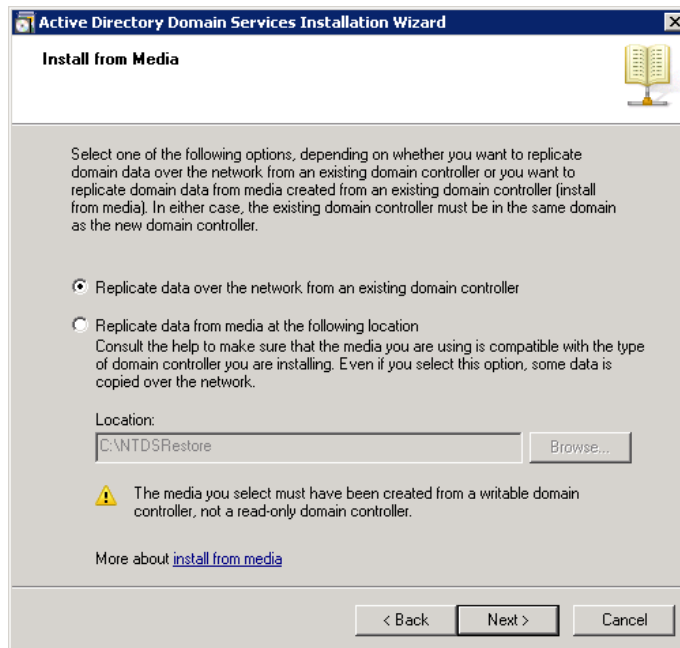 Active Directory Domain Services Installation Wizard
Install from Media
Select one of the following options, depending on whether you want to replicate
domain data over the network from an existing domain controller or you want to
replicate domain data from media created from an existing domain controller (install
from media). In either case, the existing domain controller must be in the same domain
as the new domain controller.
Replicate data over the network from an existing domain controller
Replicate data from media at the following location
Consult the help to make sure that the media you are using is compatible with the type
of domain controller you are installing. Even if you select this option, some data is
copied over the network.
Location:
C:\NTDSRestore
Browse...
The media you select must have been created from a writable domain
controller, not a read-only domain controller.
More about install from media
< Back
Next >
Cancel